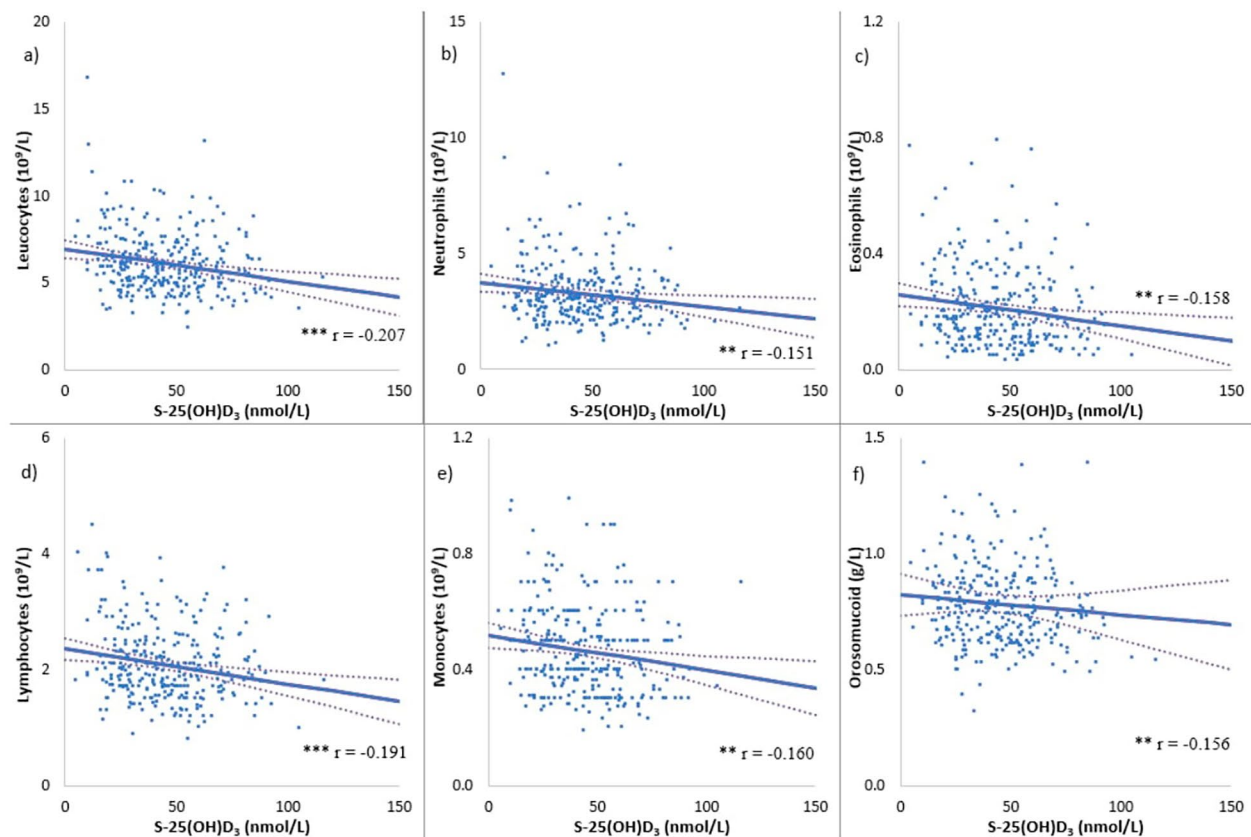 a)
Leucocytes (10⁹/L)
20
15
10
5
0
0 50 100 150
S-25(OH)D₃ (nmol/L)
*** r = -0.207
b)
Neutrophils (10⁹/L)
15
10
5
0
0 50 100 150
S-25(OH)D₃ (nmol/L)
** r = -0.151
c)
Eosinophils (10⁹/L)
1.2
0.8
0.4
0.0
0 50 100 150
S-25(OH)D₃ (nmol/L)
** r = -0.158
d)
Lymphocytes (10⁹/L)
6
4
2
0
0 50 100 150
S-25(OH)D₃ (nmol/L)
*** r = -0.191
e)
Monocytes (10⁹/L)
1.2
0.8
0.4
0.0
0 50 100 150
S-25(OH)D₃ (nmol/L)
** r = -0.160
f)
Orosomucoid (g/L)
1.5
1.0
0.5
0.0
0 50 100 150
S-25(OH)D₃ (nmol/L)
** r = -0.156